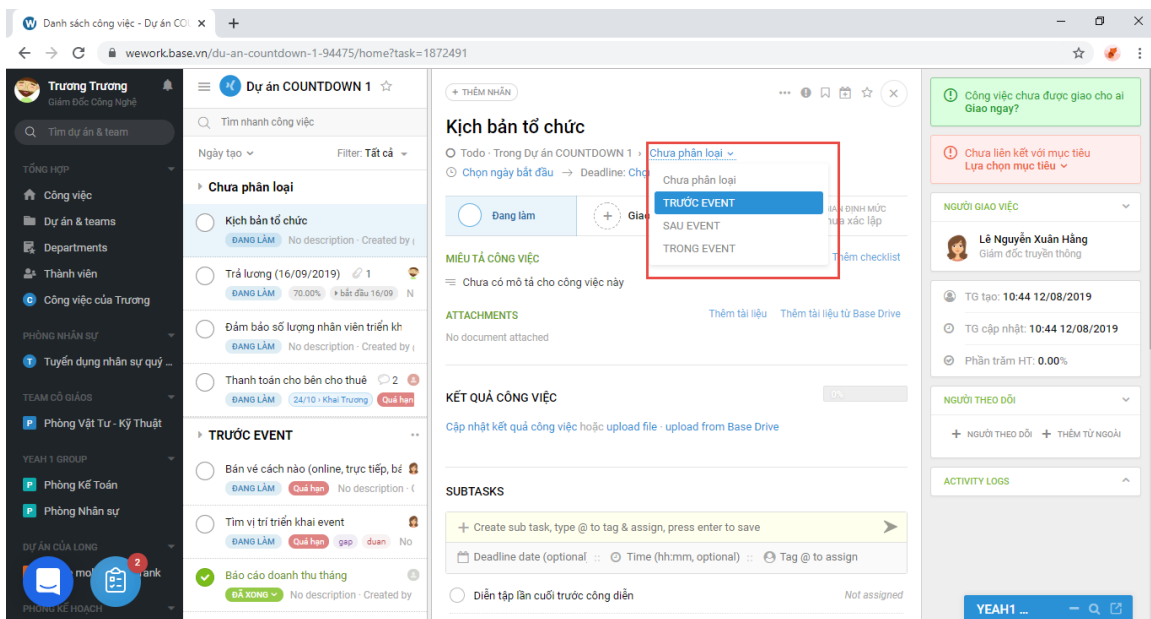 Danh sách công việc - Dự án COU
wework.base.vn/du-an-countdown-1-94475/home?task=1872491
Trương Trương
Giám Đốc Công Nghệ
Tìm dự án & team
TỔNG HỢP
Công việc
Dự án & teams
Departments
Thành viên
Công việc của Trương
PHÒNG NHÂN SỰ
Tuyển dụng nhân sự quý ...
TEAM CÔ GIÁOS
Phòng Vật Tư - Kỹ Thuật
YEAH 1 GROUP
Phòng Kế Toán
Phòng Nhân sự
DỰ ÁN CỦA LONG
2
PHÒNG KẾ HOẠCH
Dự án COUNTDOWN 1
Tìm nhanh công việc
Ngày tạo
Filter: Tất cả
Chưa phân loại
Kịch bản tổ chức
ĐANG LÀM No description · Created by
Trả lương (16/09/2019) 1
ĐANG LÀM 70.00% bắt đầu 16/09 N
Đảm bảo số lượng nhân viên triển kh
ĐANG LÀM No description · Created by
Thanh toán cho bên cho thuê 2
ĐANG LÀM 24/10 › Khai Truong Quá hạn
TRƯỚC EVENT
Bán vé cách nào (online, trực tiếp, bá
ĐANG LÀM Quá hạn No description ·
Tìm vị trí triển khai event
ĐANG LÀM Quá hạn gap duan No
Báo cáo doanh thu tháng
ĐÃ XONG No description · Created by
+ THÊM NHÃN
Kịch bản tổ chức
Todo · Trong Dự án COUNTDOWN 1 › Chưa phân loại
Chọn ngày bắt đầu → Deadline:
Chưa phân loại
TRƯỚC EVENT
SAU EVENT
TRONG EVENT
Đang làm
ĐỊNH MỨC
xác lập
MIÊU TẢ CÔNG VIỆC
Thêm checklist
Chưa có mô tả cho công việc này
ATTACHMENTS
Thêm tài liệu Thêm tài liệu từ Base Drive
No document attached
KẾT QUẢ CÔNG VIỆC
0%
Cập nhật kết quả công việc hoặc upload file · upload from Base Drive
SUBTASKS
Create sub task, type @ to tag & assign, press enter to save
Deadline date (optional :: Time (hh:mm, optional) :: Tag @ to assign
Diễn tập lần cuối trước công diễn
Not assigned
Công việc chưa được giao cho ai
Giao ngay?
Chưa liên kết với mục tiêu
Lựa chọn mục tiêu
NGƯỜI GIAO VIỆC
Lê Nguyễn Xuân Hằng
Giám đốc truyền thông
TG tạo: 10:44 12/08/2019
TG cập nhật: 10:44 12/08/2019
Phần trăm HT: 0.00%
NGƯỜI THEO DÕI
+ NGƯỜI THEO DÕI + THÊM TỪ NGOÀI
ACTIVITY LOGS
YEAH1 ...